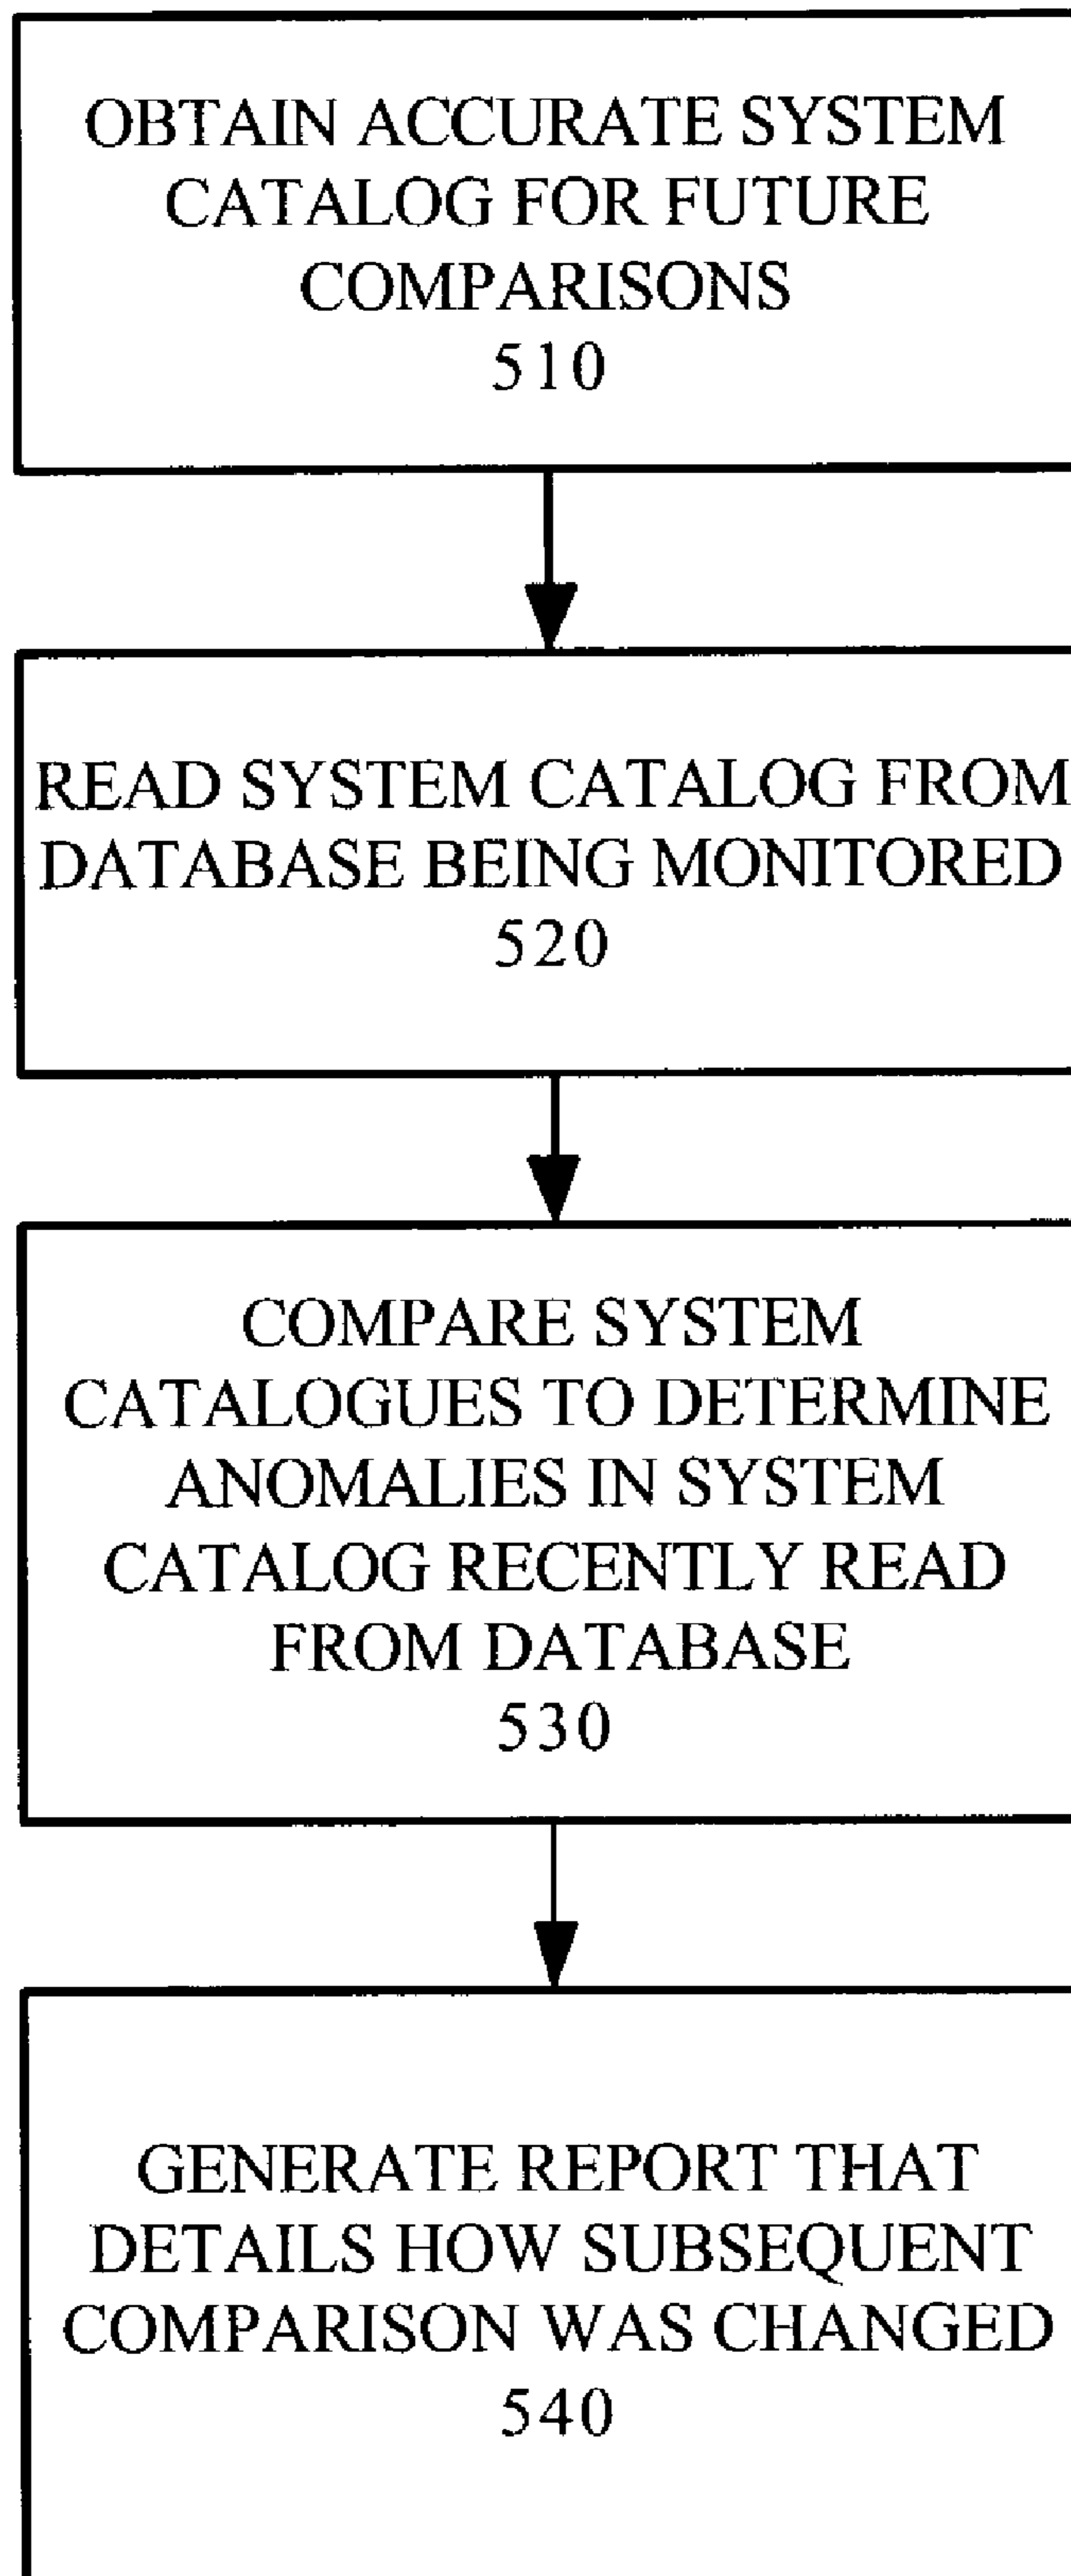 OBTAIN ACCURATE SYSTEM
CATALOG FOR FUTURE
COMPARISONS
510
READ SYSTEM CATALOG FROM
DATABASE BEING MONITORED
520
COMPARE SYSTEM
CATALOGUES TO DETERMINE
ANOMALIES IN SYSTEM
CATALOG RECENTLY READ
FROM DATABASE
530
GENERATE REPORT THAT
DETAILS HOW SUBSEQUENT
COMPARISON WAS CHANGED
540